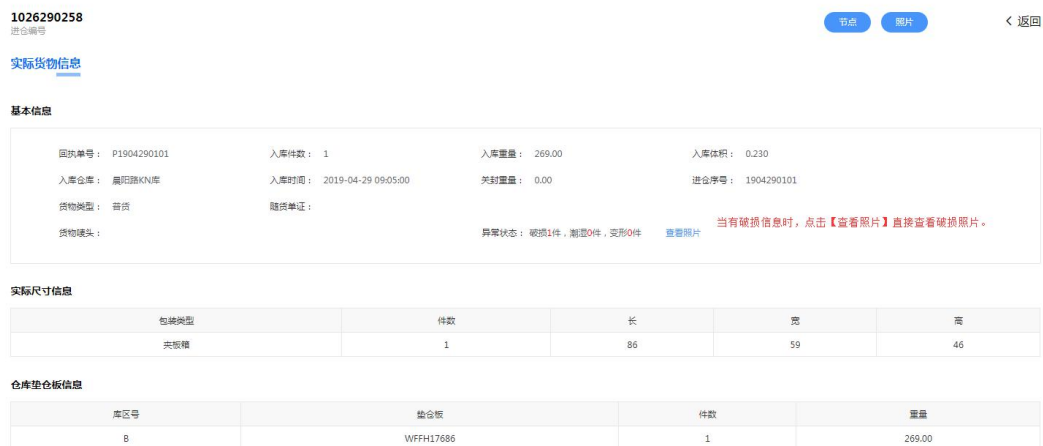 1026290258
进仓编号
节点 照片 < 返回
实际货物信息
基本信息
回执单号： P1904290101 入库件数： 1 入库重量： 269.00 入库体积： 0.230
入库仓库： 晨阳路KN库 入库时间： 2019-04-29 09:05:00 关封重量： 0.00 进仓序号： 1904290101
货物类型： 普货 随货单证：
货物唛头： 异常状态： 破损1件，潮湿0件，变形0件 查看照片 当有破损信息时，点击【查看照片】直接查看破损照片。
实际尺寸信息
包装类型 件数 长 宽 高
夹板箱 1 86 59 46
仓库垫仓板信息
库区号 垫仓板 件数 重量
B WFFH17686 1 269.00